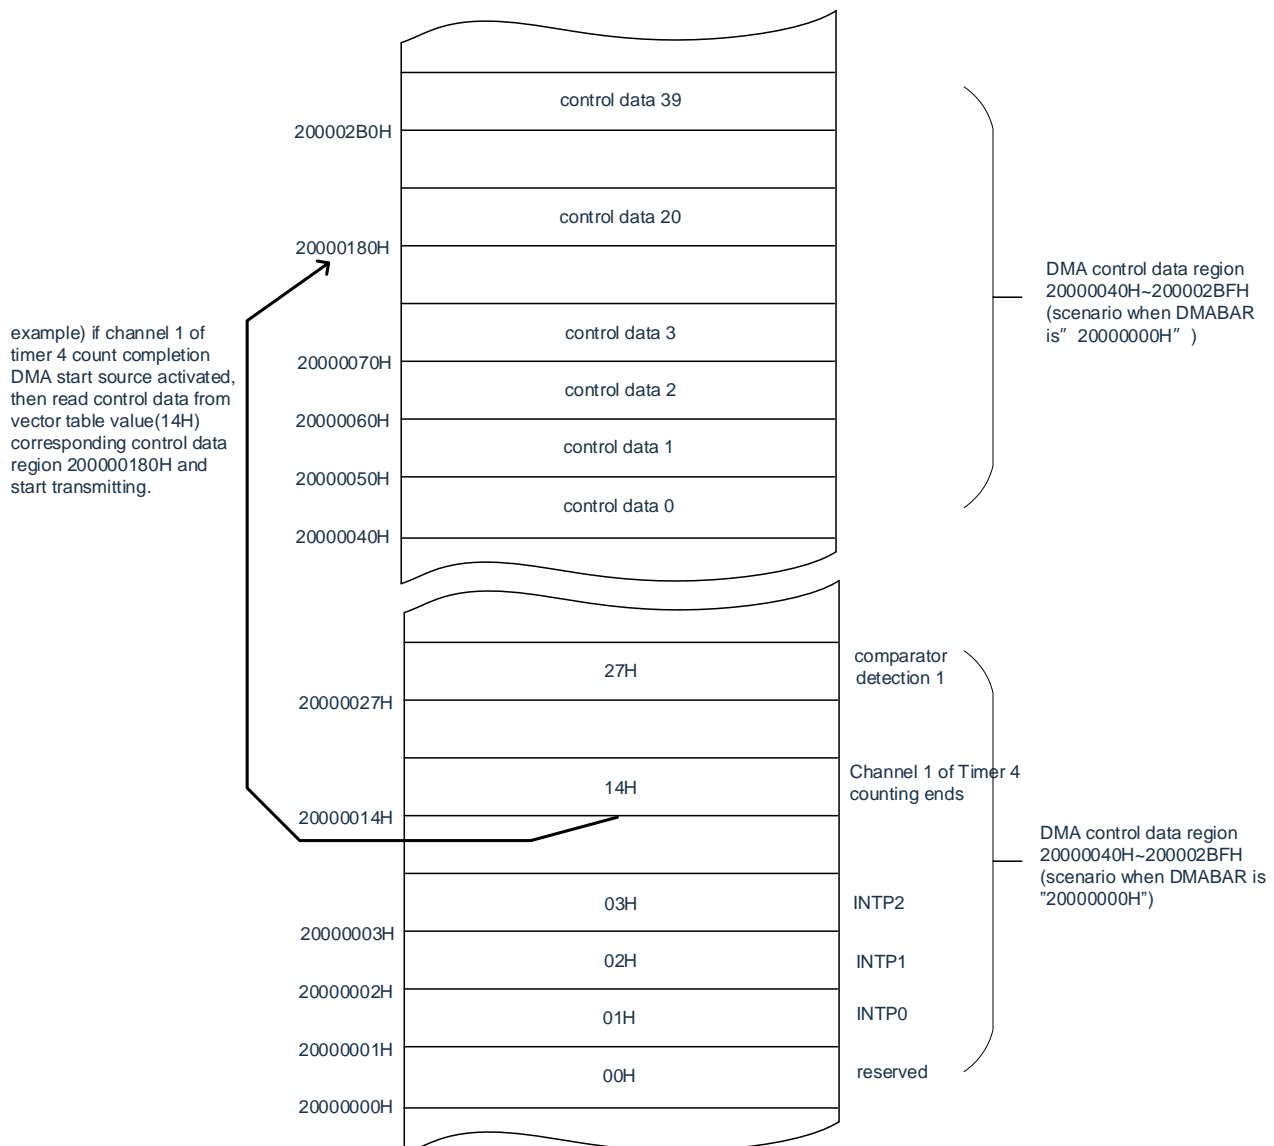 control data 39
200002B0H
control data 20
20000180H
control data 3
20000070H
control data 2
20000060H
control data 1
20000050H
control data 0
20000040H
DMA control data region
20000040H~200002BFH
(scenario when DMABAR
is” 20000000H” )
example) if channel 1 of
timer 4 count completion
DMA start source activated,
then read control data from
vector table value(14H)
corresponding control data
region 200000180H and
start transmitting.
27H
comparator
detection 1
20000027H
14H
Channel 1 of Timer 4
counting ends
20000014H
03H
INTP2
20000003H
02H
INTP1
20000002H
01H
INTP0
20000001H
00H
reserved
20000000H
DMA control data region
20000040H~200002BFH
(scenario when DMABAR is
”20000000H”)